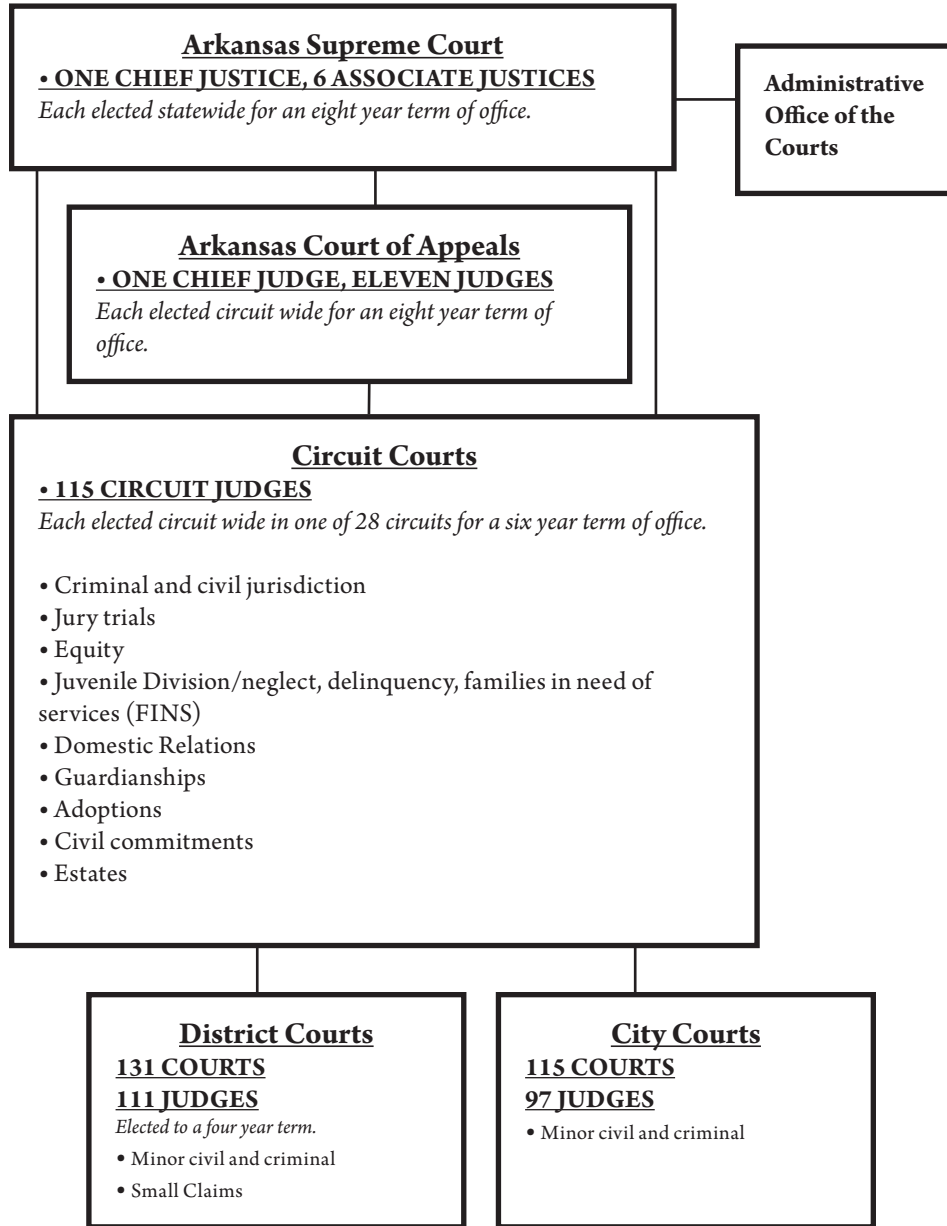 Arkansas Supreme Court
• ONE CHIEF JUSTICE, 6 ASSOCIATE JUSTICES
Each elected statewide for an eight year term of office.
Administrative
Office of the
Courts
Arkansas Court of Appeals
• ONE CHIEF JUDGE, ELEVEN JUDGES
Each elected circuit wide for an eight year term of
office.
Circuit Courts
• 115 CIRCUIT JUDGES
Each elected circuit wide in one of 28 circuits for a six year term of office.
• Criminal and civil jurisdiction
• Jury trials
• Equity
• Juvenile Division/neglect, delinquency, families in need of
services (FINS)
• Domestic Relations
• Guardianships
• Adoptions
• Civil commitments
• Estates
District Courts
131 COURTS
111 JUDGES
Elected to a four year term.
• Minor civil and criminal
• Small Claims
City Courts
115 COURTS
97 JUDGES
• Minor civil and criminal